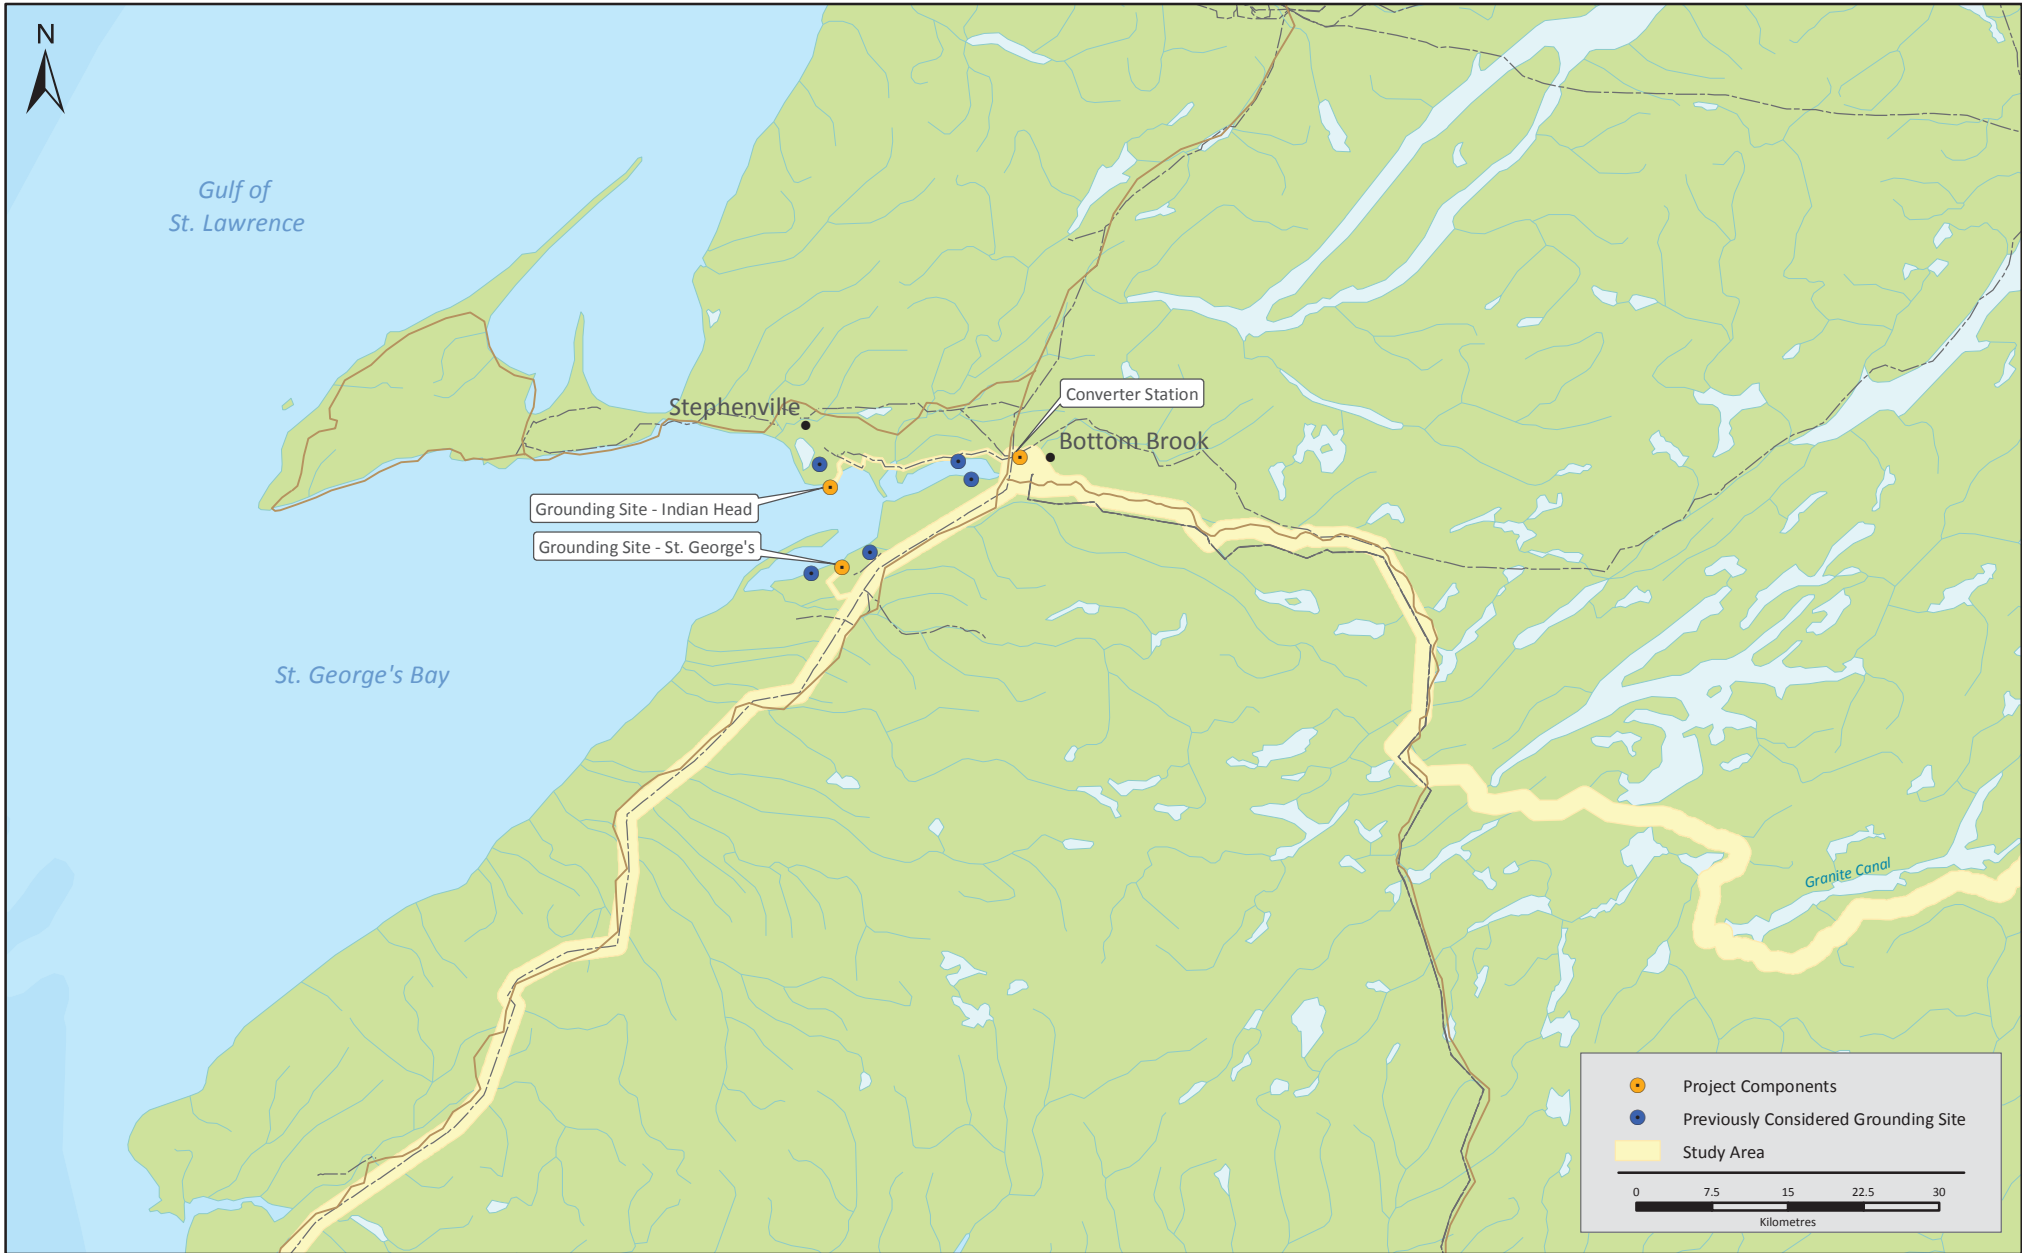 N
Gulf of
St. Lawrence
Converter Station
Stephenville
Bottom Brook
Grounding Site - Indian Head
Grounding Site - St. George's
St. George's Bay
Granite Canal
Project Components
Previously Considered Grounding Site
Study Area
0 7.5 15 22.5 30
Kilometres